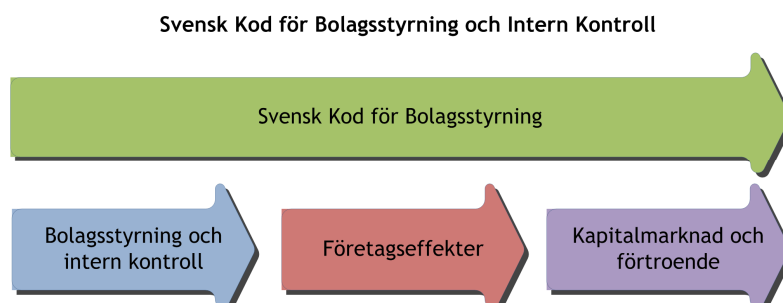 Svensk Kod för Bolagsstyrning och Intern Kontroll
Svensk Kod för Bolagsstyrning
Bolagsstyrning och
intern kontroll
Företagseffekter
Kapitalmarknad och
förtroende